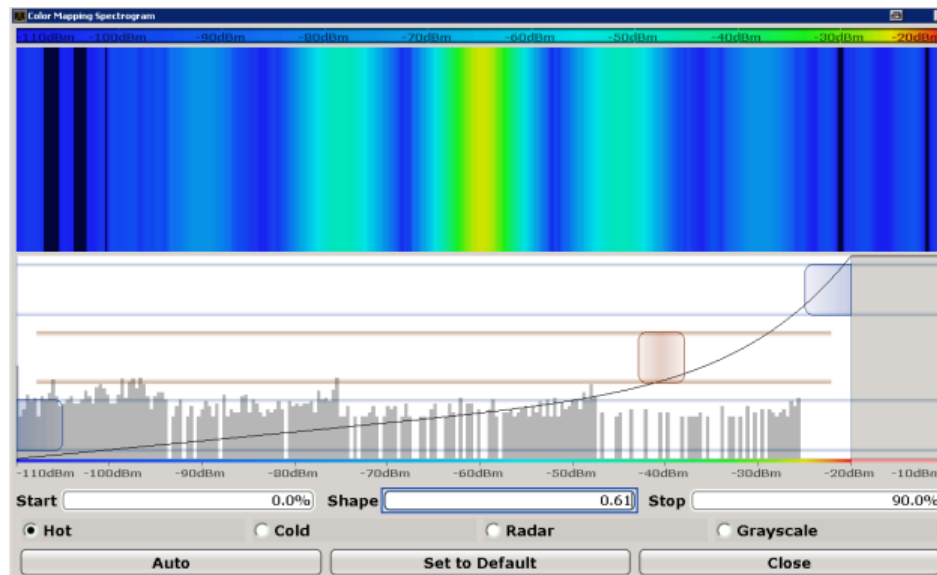 Color Mapping Spectrogram
-110dBm -100dBm -90dBm -80dBm -70dBm -60dBm -50dBm -40dBm -30dBm -20dBm
-110dBm -100dBm -90dBm -80dBm -70dBm -60dBm -50dBm -40dBm -30dBm -20dBm -10dBm
Start 0.0% Shape 0.61 Stop 90.0%
Hot Cold Radar Grayscale
Auto Set to Default Close